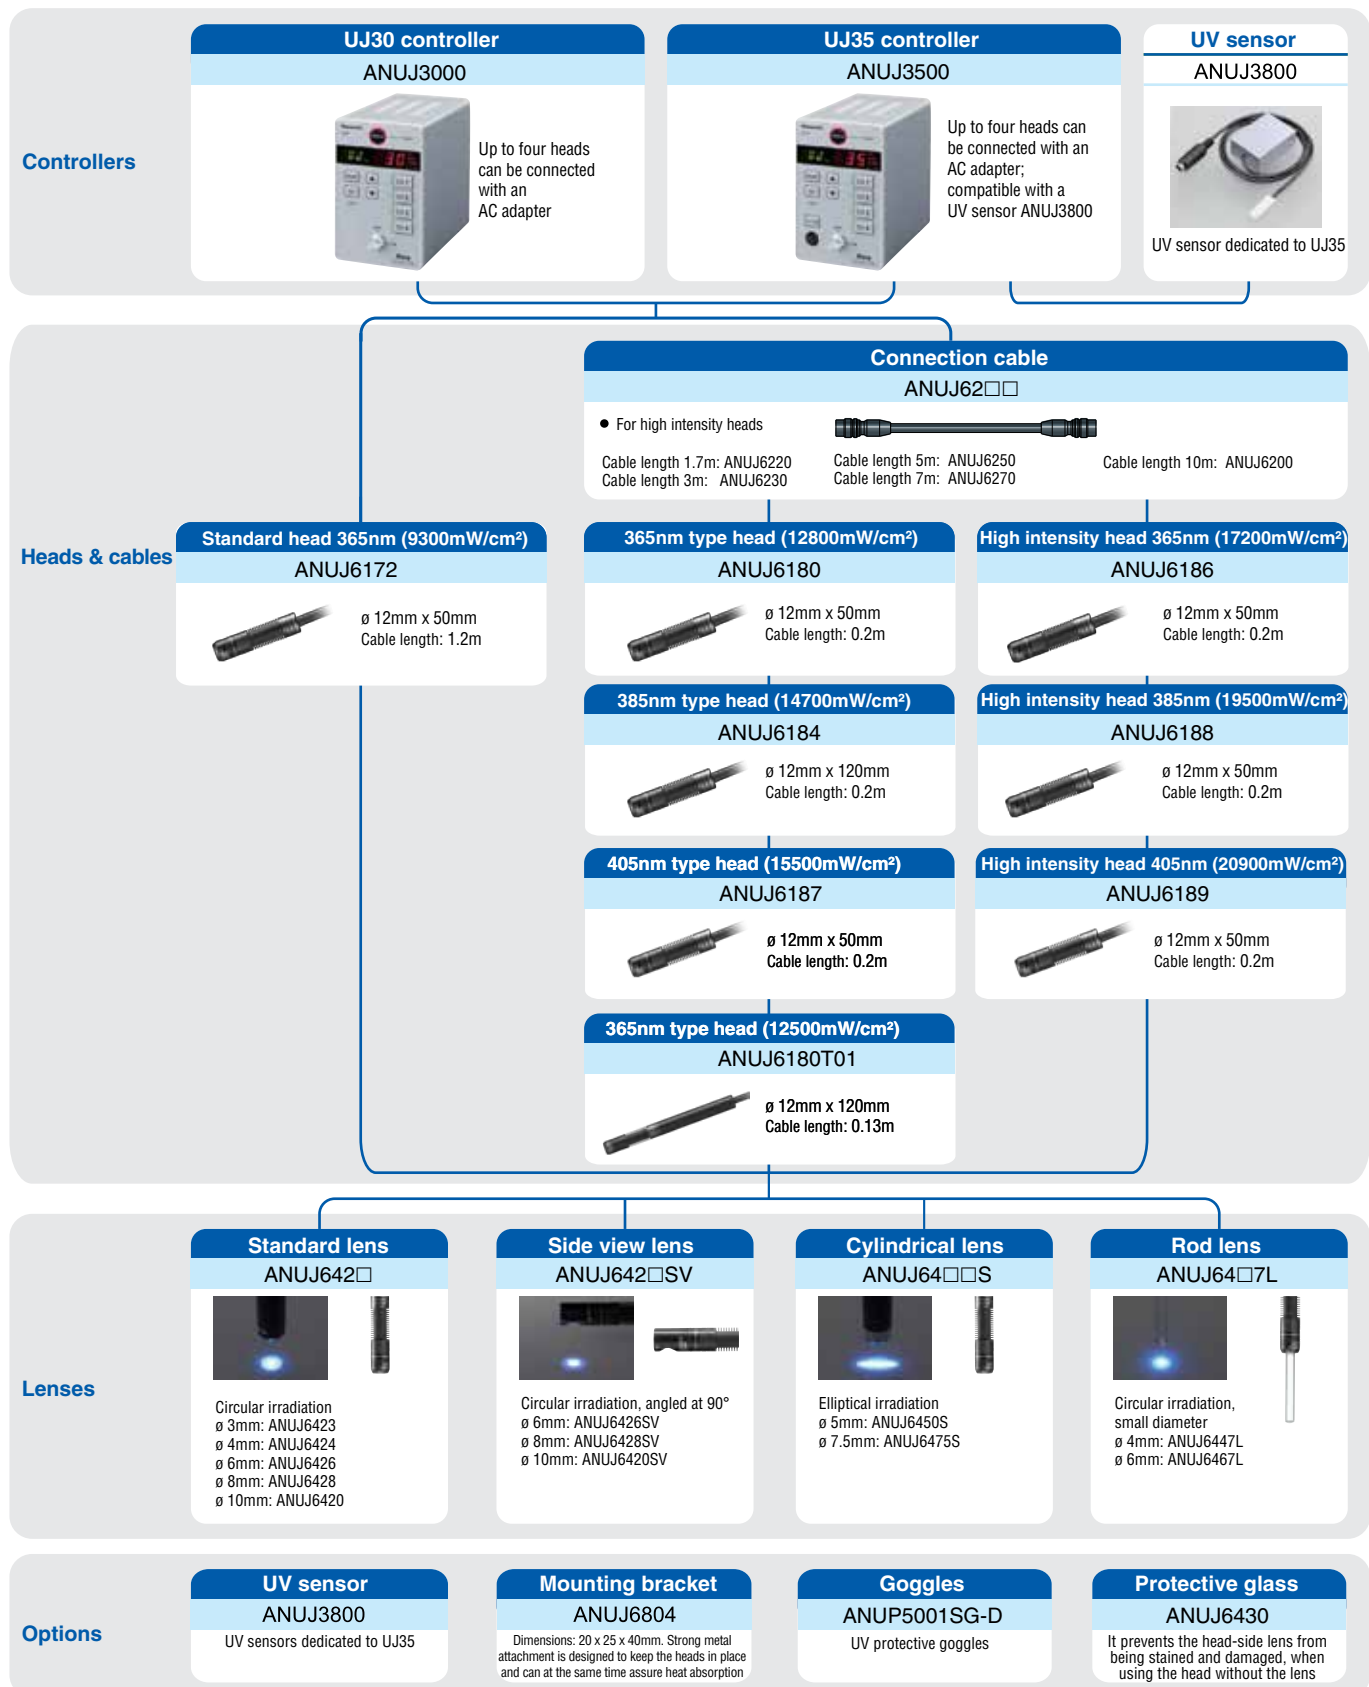 UJ30 controller
ANUJ3000
Up to four heads
can be connected
with an
AC adapter
UJ35 controller
ANUJ3500
Up to four heads can
be connected with an
AC adapter;
compatible with a
UV sensor ANUJ3800
UV sensor
ANUJ3800
UV sensor dedicated to UJ35
Controllers
Connection cable
ANUJ62□□
● For high intensity heads
Cable length 1.7m: ANUJ6220
Cable length 3m: ANUJ6230
Cable length 5m: ANUJ6250
Cable length 7m: ANUJ6270
Cable length 10m: ANUJ6200
Heads & cables
Standard head 365nm (9300mW/cm²)
ANUJ6172
ø 12mm x 50mm
Cable length: 1.2m
365nm type head (12800mW/cm²)
ANUJ6180
ø 12mm x 50mm
Cable length: 0.2m
High intensity head 365nm (17200mW/cm²)
ANUJ6186
ø 12mm x 50mm
Cable length: 0.2m
385nm type head (14700mW/cm²)
ANUJ6184
ø 12mm x 120mm
Cable length: 0.2m
High intensity head 385nm (19500mW/cm²)
ANUJ6188
ø 12mm x 50mm
Cable length: 0.2m
405nm type head (15500mW/cm²)
ANUJ6187
ø 12mm x 50mm
Cable length: 0.2m
High intensity head 405nm (20900mW/cm²)
ANUJ6189
ø 12mm x 50mm
Cable length: 0.2m
365nm type head (12500mW/cm²)
ANUJ6180T01
ø 12mm x 120mm
Cable length: 0.13m
Lenses
Standard lens
ANUJ642□
Circular irradiation
ø 3mm: ANUJ6423
ø 4mm: ANUJ6424
ø 6mm: ANUJ6426
ø 8mm: ANUJ6428
ø 10mm: ANUJ6420
Side view lens
ANUJ642□SV
Circular irradiation, angled at 90°
ø 6mm: ANUJ6426SV
ø 8mm: ANUJ6428SV
ø 10mm: ANUJ6420SV
Cylindrical lens
ANUJ64□□S
Elliptical irradiation
ø 5mm: ANUJ6450S
ø 7.5mm: ANUJ6475S
Rod lens
ANUJ64□7L
Circular irradiation,
small diameter
ø 4mm: ANUJ6447L
ø 6mm: ANUJ6467L
Options
UV sensor
ANUJ3800
UV sensors dedicated to UJ35
Mounting bracket
ANUJ6804
Dimensions: 20 x 25 x 40mm. Strong metal
attachment is designed to keep the heads in place
and can at the same time assure heat absorption
Goggles
ANUP5001SG-D
UV protective goggles
Protective glass
ANUJ6430
It prevents the head-side lens from
being stained and damaged, when
using the head without the lens